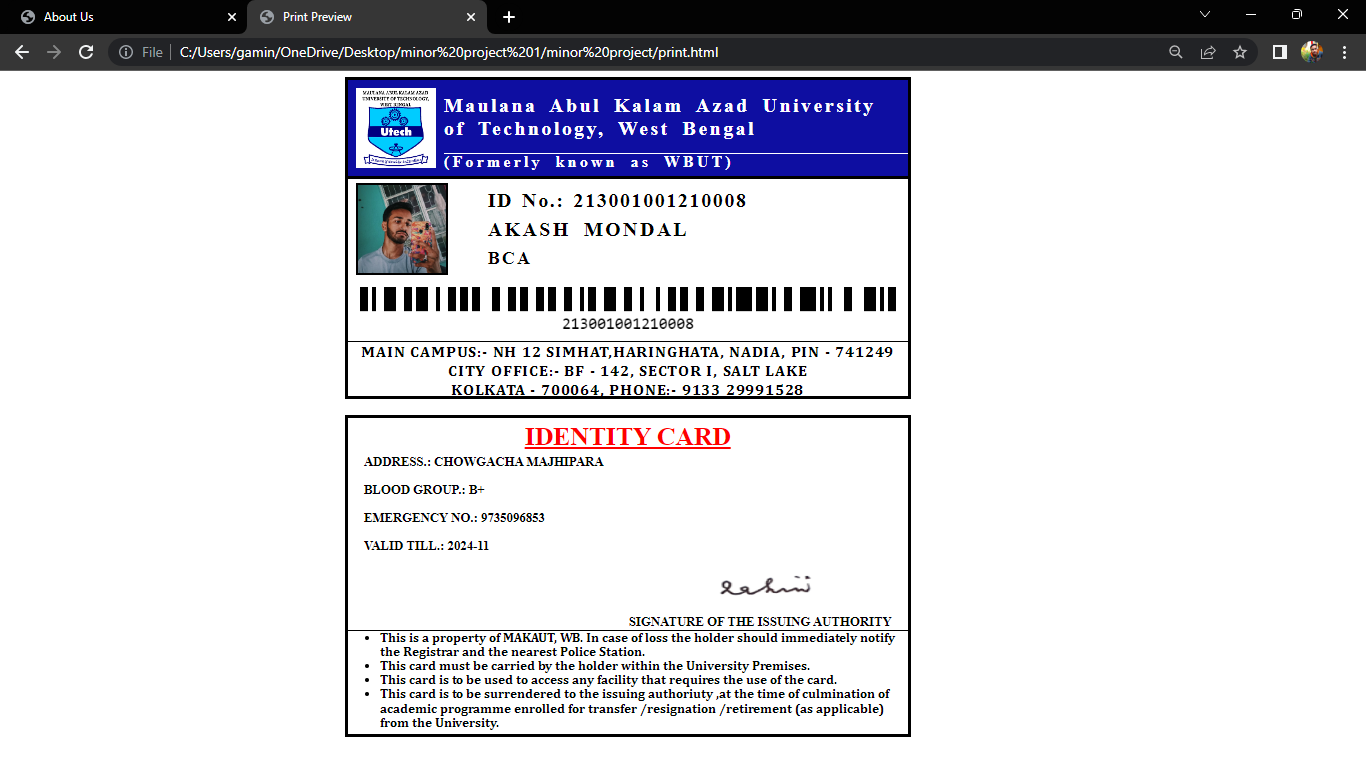 About Us
Print Preview
File
C:/Users/gamin/OneDrive/Desktop/minor%20project%201/minor%20project/print.html
MAULANA ABUL KALAM AZAD
UNIVERSITY OF TECHNOLOGY,
WEST BENGAL
Utech
Maulana Abul Kalam Azad University
of Technology, West Bengal
(Formerly known as WBUT)
ID No.: 213001001210008
AKASH MONDAL
BCA
213001001210008
MAIN CAMPUS:- NH 12 SIMHAT,HARINGHATA, NADIA, PIN - 741249
CITY OFFICE:- BF - 142, SECTOR I, SALT LAKE
KOLKATA - 700064, PHONE:- 9133 29991528
IDENTITY CARD
ADDRESS.: CHOWGACHA MAJHIPARA
BLOOD GROUP.: B+
EMERGENCY NO.: 9735096853
VALID TILL.: 2024-11
SIGNATURE OF THE ISSUING AUTHORITY
• This is a property of MAKAUT, WB. In case of loss the holder should immediately notify
the Registrar and the nearest Police Station.
• This card must be carried by the holder within the University Premises.
• This card is to be used to access any facility that requires the use of the card.
• This card is to be surrendered to the issuing authoriuty ,at the time of culmination of
academic programme enrolled for transfer /resignation /retirement (as applicable)
from the University.